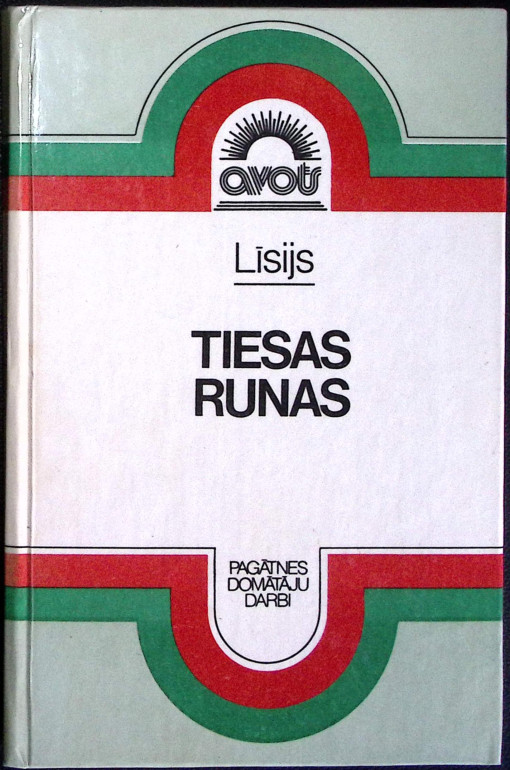 avots
Līsijs
TIESAS
RUNAS
PAGĀTNES
DOMĀTĀJU
DARBI